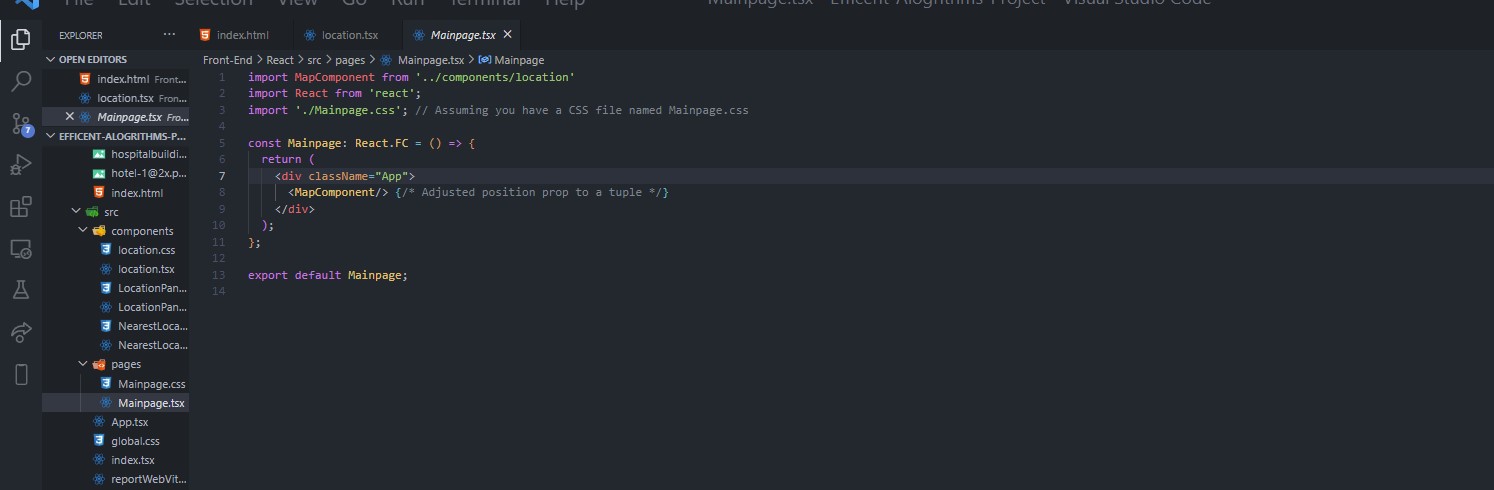 File Edit Selection View Go Run Terminal Help Mainpage.tsx - Efficent-Alogrithms-Project - Visual Studio Code
EXPLORER ...
index.html
location.tsx
Mainpage.tsx
OPEN EDITORS
index.html Front...
location.tsx Fron...
Mainpage.tsx Fro...
EFFICENT-ALOGRITHMS-P...
hospitalbuildi...
hotel-1@2x.p...
index.html
src
components
location.css
location.tsx
LocationPan...
LocationPan...
NearestLoca...
NearestLoca...
pages
Mainpage.css
Mainpage.tsx
App.tsx
global.css
index.tsx
reportWebVit...
7
Front-End > React > src > pages > Mainpage.tsx > Mainpage
1 import MapComponent from '../components/location'
2 import React from 'react';
3 import './Mainpage.css'; // Assuming you have a CSS file named Mainpage.css
4
5 const Mainpage: React.FC = () => {
6 return (
7 <div className="App">
8 <MapComponent/> {/* Adjusted position prop to a tuple */}
9 </div>
10 );
11 };
12
13 export default Mainpage;
14